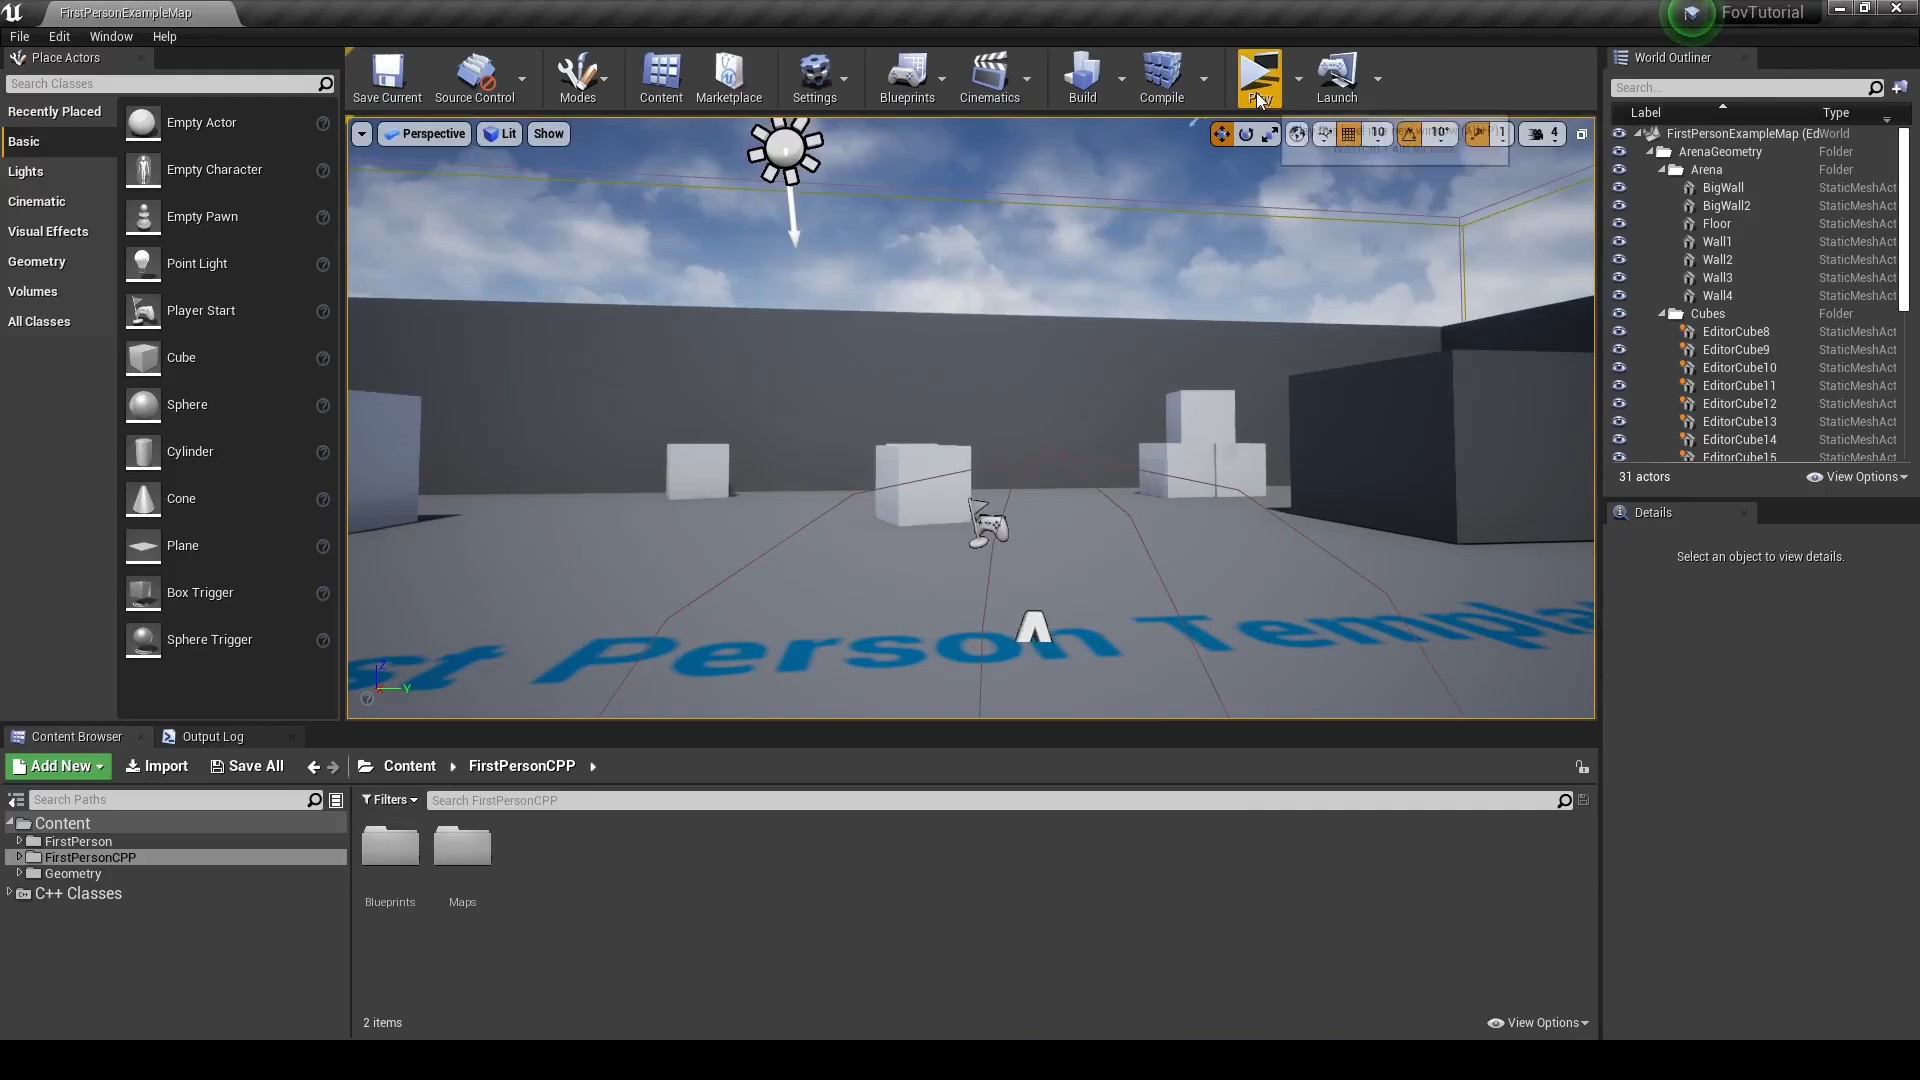 FirstPersonExampleMap
FovTutorial
File Edit Window Help
Place Actors
Search Classes
Recently Placed
Basic
Lights
Cinematic
Visual Effects
Geometry
Volumes
All Classes
Empty Actor
Empty Character
Empty Pawn
Point Light
Player Start
Cube
Sphere
Cylinder
Cone
Plane
Box Trigger
Sphere Trigger
Save Current
Source Control
Modes
Content
Marketplace
Settings
Blueprints
Cinematics
Build
Compile
Play
Launch
Perspective
Lit
Show
10
10°
1
4
Person Templa
Z
Y
World Outliner
Search...
Label Type
FirstPersonExampleMap (Ed World
ArenaGeometry Folder
Arena Folder
BigWall StaticMeshAct
BigWall2 StaticMeshAct
Floor StaticMeshAct
Wall1 StaticMeshAct
Wall2 StaticMeshAct
Wall3 StaticMeshAct
Wall4 StaticMeshAct
Cubes Folder
EditorCube8 StaticMeshAct
EditorCube9 StaticMeshAct
EditorCube10 StaticMeshAct
EditorCube11 StaticMeshAct
EditorCube12 StaticMeshAct
EditorCube13 StaticMeshAct
EditorCube14 StaticMeshAct
EditorCube15 StaticMeshAct
31 actors
View Options
Details
Select an object to view details.
Content Browser
Output Log
Add New
Import
Save All
Content
FirstPersonCPP
Search Paths
Content
FirstPerson
FirstPersonCPP
Geometry
C++ Classes
Filters
Search FirstPersonCPP
Blueprints
Maps
2 items
View Options